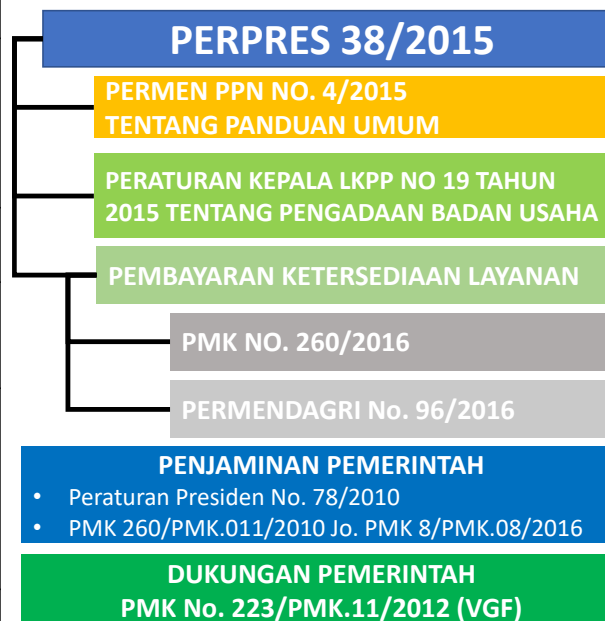 PERPRES 38/2015
PERMEN PPN NO. 4/2015
TENTANG PANDUAN UMUM
PERATURAN KEPALA LKPP NO 19 TAHUN
2015 TENTANG PENGADAAN BADAN USAHA
PEMBAYARAN KETERSEDIAAN LAYANAN
PMK NO. 260/2016
PERMENDAGRI No. 96/2016
PENJAMINAN PEMERINTAH
• Peraturan Presiden No. 78/2010
• PMK 260/PMK.011/2010 Jo. PMK 8/PMK.08/2016
DUKUNGAN PEMERINTAH
PMK No. 223/PMK.11/2012 (VGF)